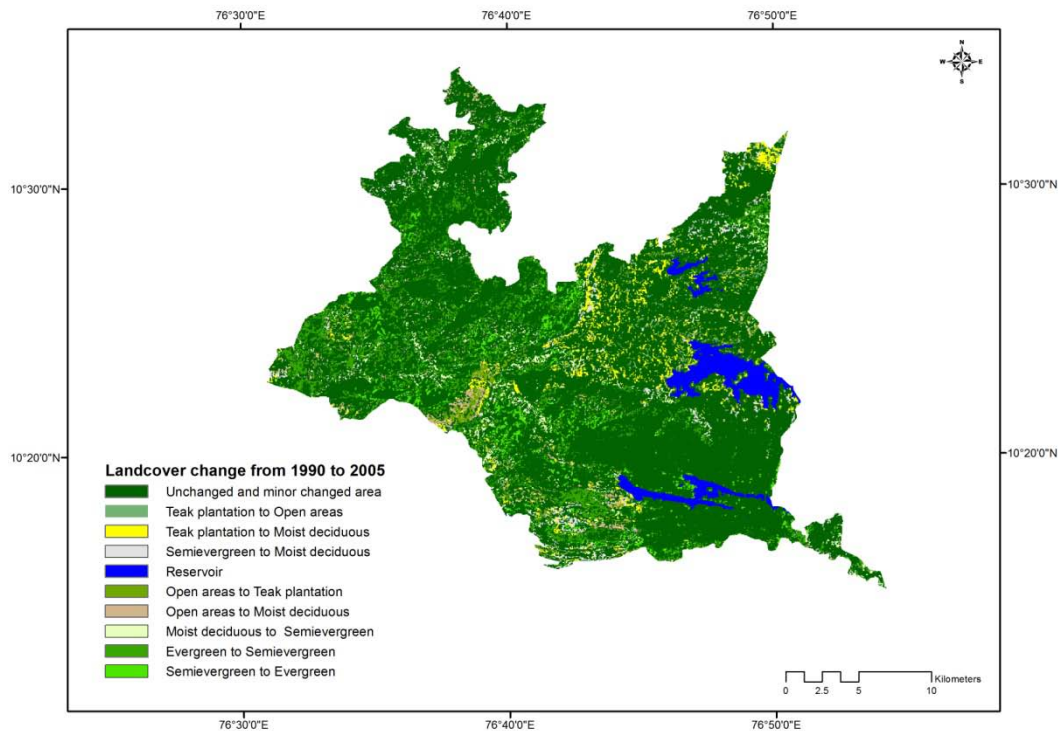 76°30'0"E 76°40'0"E 76°50'0"E
N
W E
S
10°30'0"N 10°30'0"N
10°20'0"N 10°20'0"N
Landcover change from 1990 to 2005
Unchanged and minor changed area
Teak plantation to Open areas
Teak plantation to Moist deciduous
Semievergreen to Moist deciduous
Reservoir
Open areas to Teak plantation
Open areas to Moist deciduous
Moist deciduous to Semievergreen
Evergreen to Semievergreen
Semievergreen to Evergreen
Kilometers
0 2.5 5 10
76°30'0"E 76°40'0"E 76°50'0"E